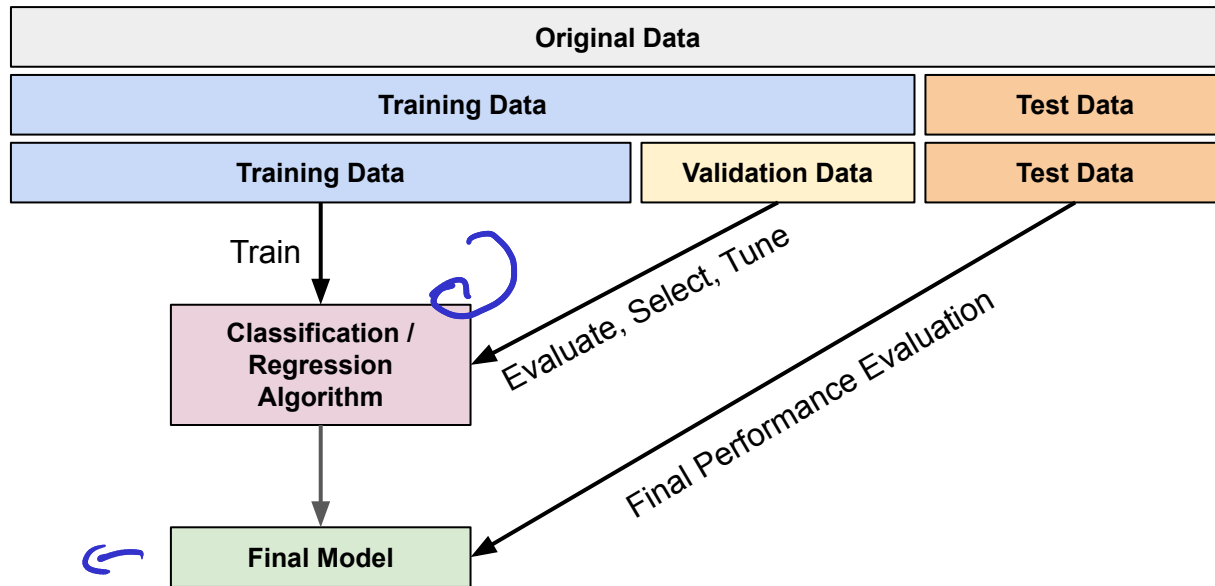 Original Data
Training Data
Test Data
Training Data
Validation Data
Test Data
Train
Evaluate, Select, Tune
Final Performance Evaluation
Classification /
Regression
Algorithm
Final Model